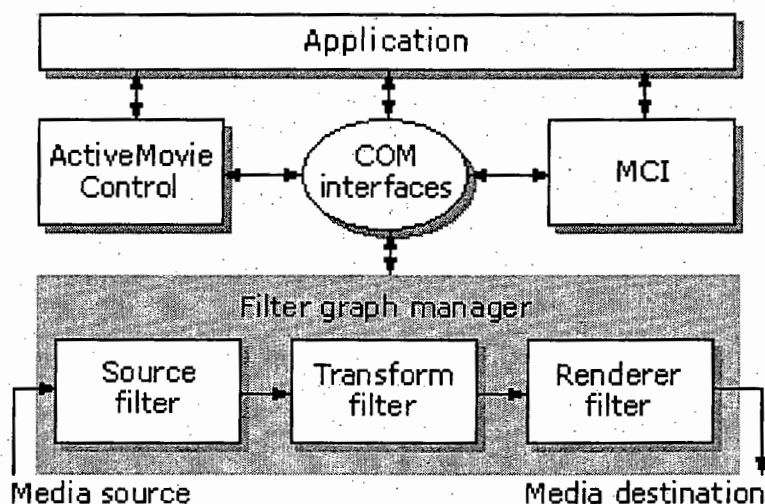 Application
ActiveMovie
Control
COM
interfaces
MCI
Filter graph manager
Source
filter
Transform
filter
Renderer
filter
Media source
Media destination